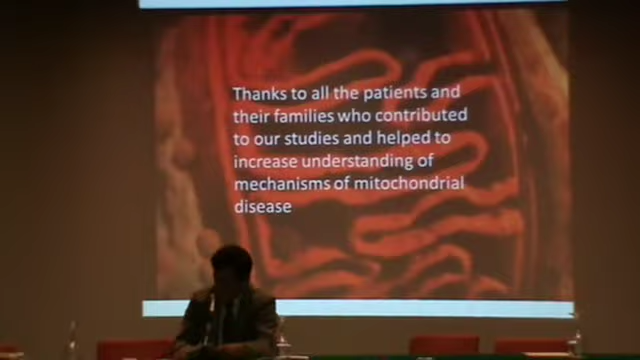 Thanks to all the patients and
their families who contributed
to our studies and helped to
increase understanding of
mechanisms of mitochondrial
disease